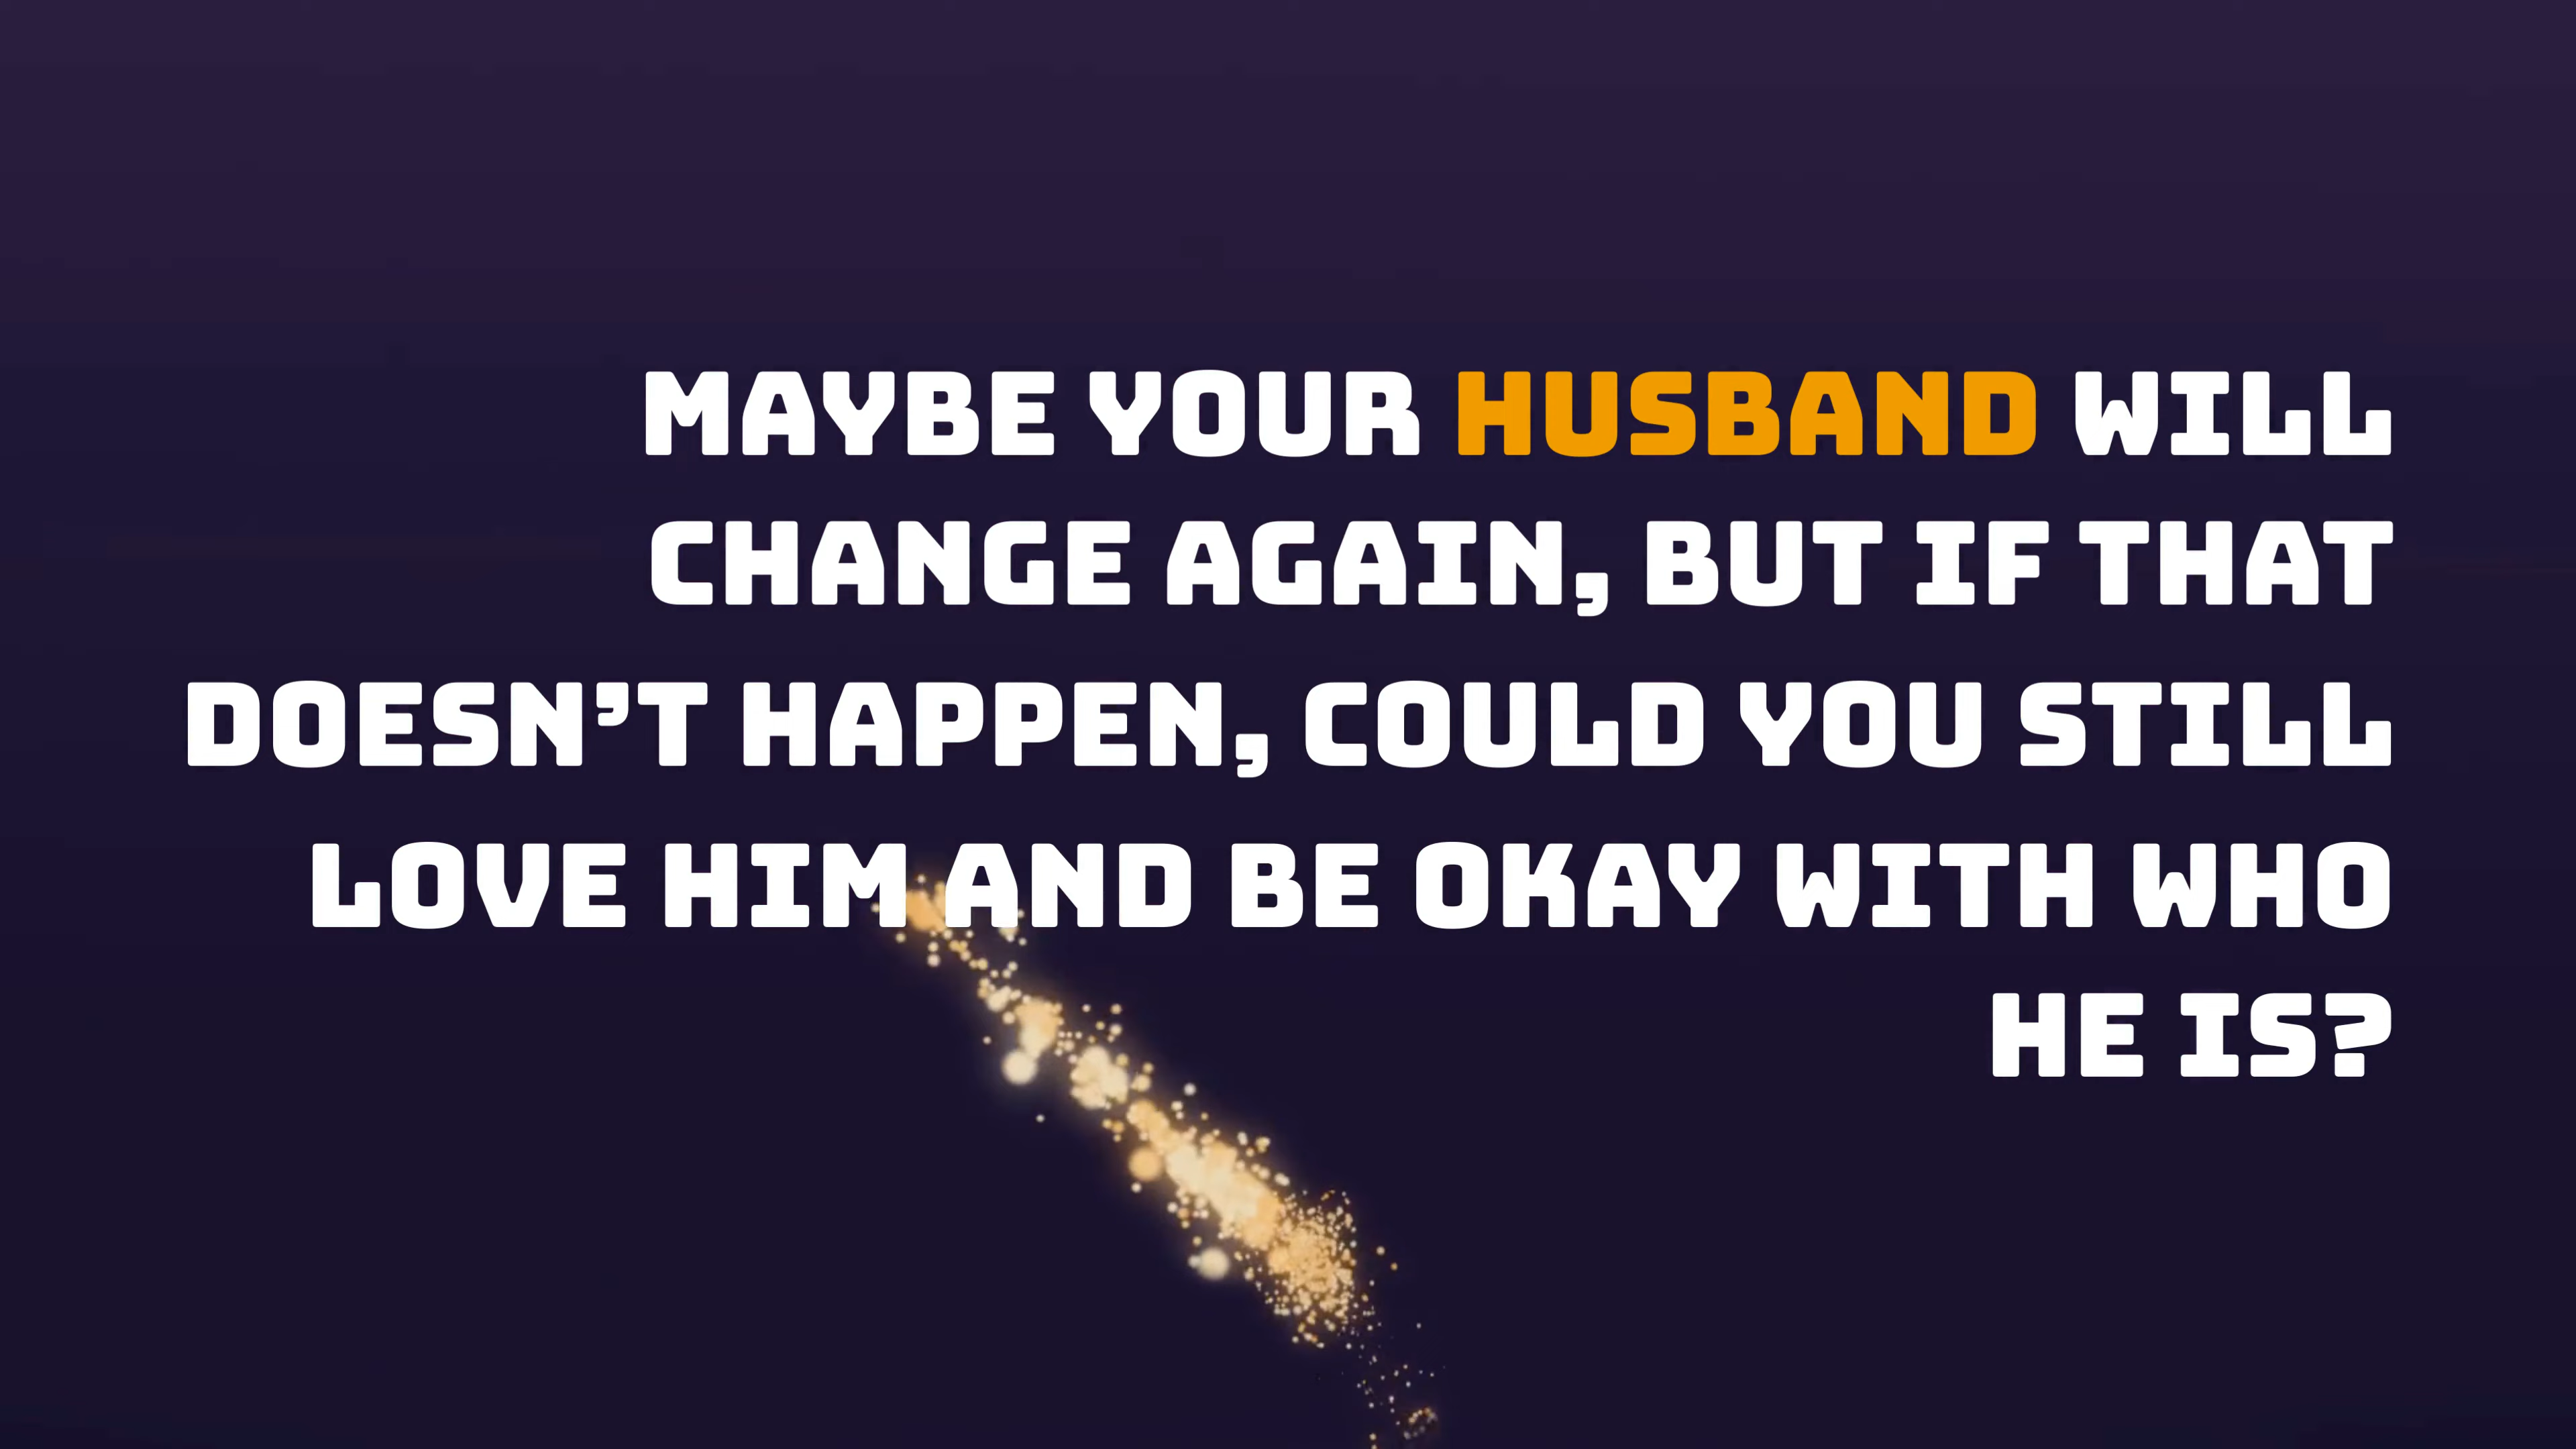 MAYBE YOUR HUSBAND WILL
CHANGE AGAIN, BUT IF THAT
DOESN’T HAPPEN, COULD YOU STILL
LOVE HIM AND BE OKAY WITH WHO
HE IS?